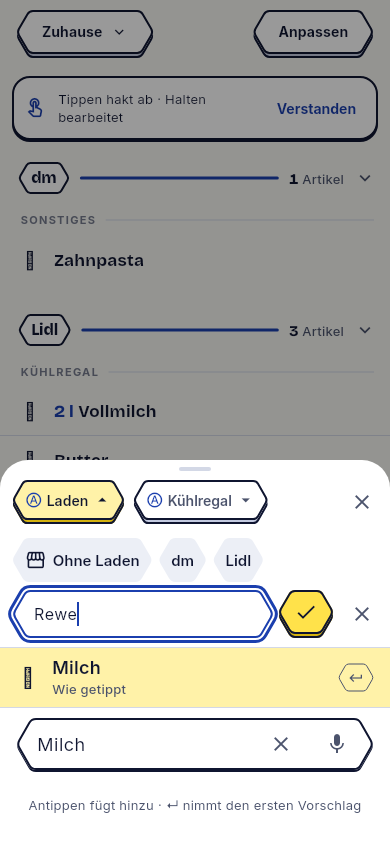 Zuhause
Anpassen
Tippen hakt ab · Halten
bearbeitet
Verstanden
dm
1 Artikel
SONSTIGES
Zahnpasta
Lidl
3 Artikel
KÜHLREGAL
2 l Vollmilch
Butter
A Laden
A Kühlregal
Ohne Laden
dm
Lidl
Rewe
Milch
Wie getippt
Milch
Antippen fügt hinzu · ↵ nimmt den ersten Vorschlag